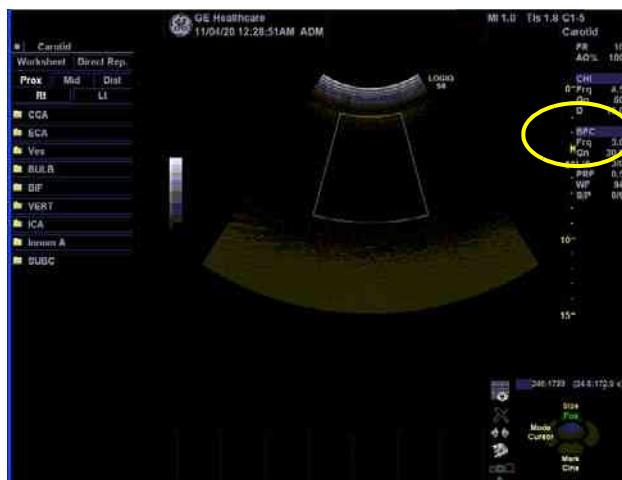 GE Healthcare
11/04/20 12:28:51AM ADM
MI 1.0 TIs 1.8 C1-5
Carotid
Carotid
Worksheet Direct Rep.
Prox Mid Dist
Rt Lt
CCA
ECA
Ves
BULB
BIF
VERT
ICA
Innom A
SUBC
LOGIQ
FR
AO% 100
CHI
Frq
Gn
D
Frq
Gn
PRF
WF
10
15
Size
Pos
Mode
Cursor
Mark
Cine